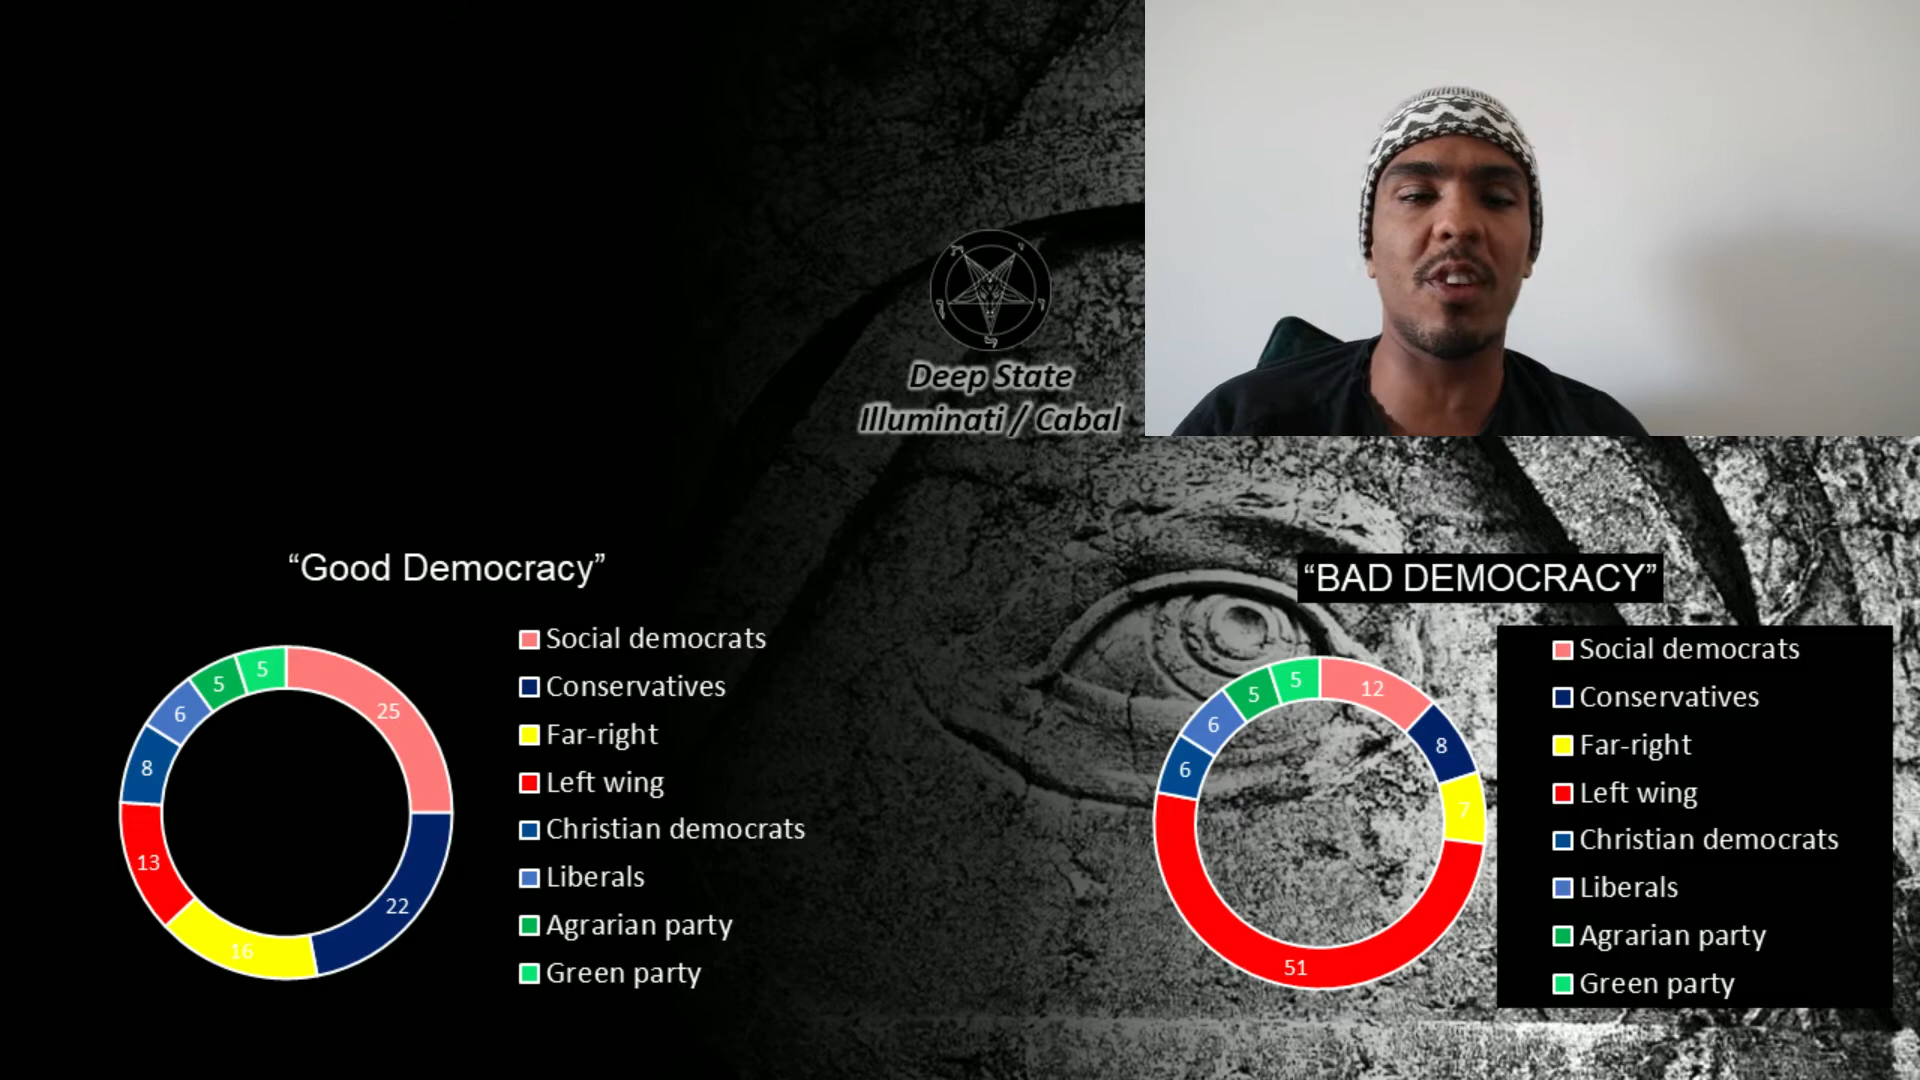 Deep State
Illuminati / Cabal
“Good Democracy”
Social democrats
Conservatives
Far-right
Left wing
Christian democrats
Liberals
Agrarian party
Green party
25
22
16
13
8
6
5
5
“BAD DEMOCRACY”
Social democrats
Conservatives
Far-right
Left wing
Christian democrats
Liberals
Agrarian party
Green party
12
8
7
51
6
6
5
5